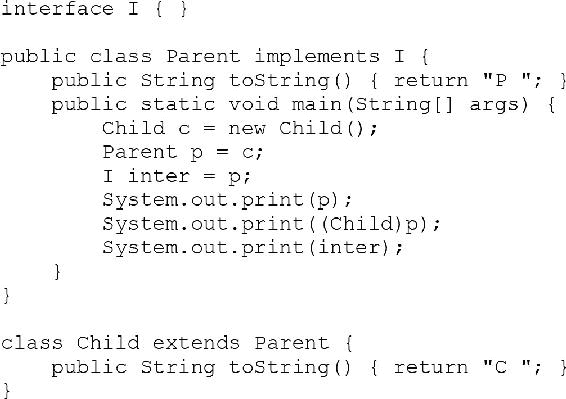 interface I { }

public class Parent implements I {
    public String toString() { return "P "; }
    public static void main(String[] args) {
        Child c = new Child();
        Parent p = c;
        I inter = p;
        System.out.print(p);
        System.out.print((Child)p);
        System.out.print(inter);
    }
}

class Child extends Parent {
    public String toString() { return "C "; }
}